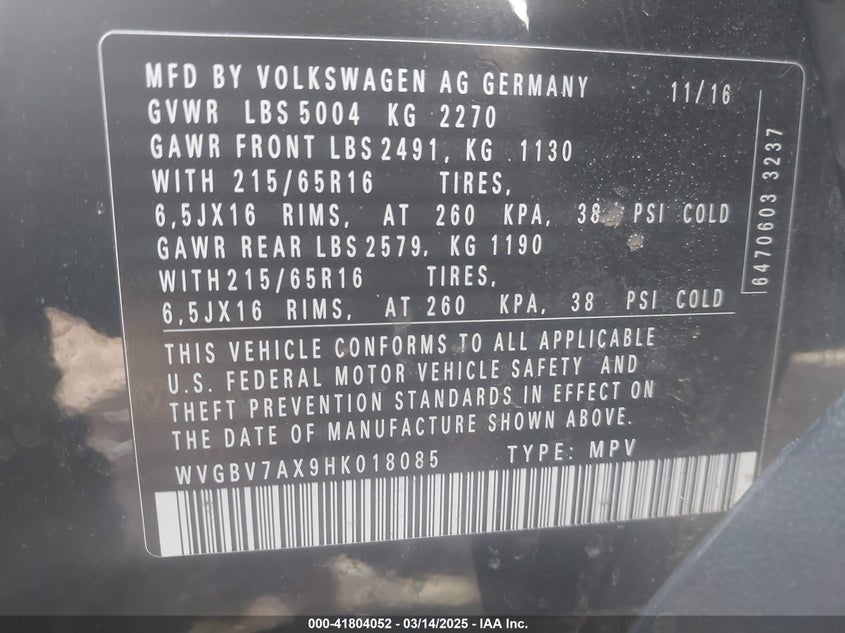 MFD BY VOLKSWAGEN AG GERMANY 11/16
GVWR LBS 5004 KG 2270
GAWR FRONT LBS 2491, KG 1130
WITH 215/65R16 TIRES,
6,5JX16 RIMS, AT 260 KPA, 38 PSI COLD
GAWR REAR LBS 2579, KG 1190
WITH 215/65R16 TIRES,
6,5JX16 RIMS, AT 260 KPA, 38 PSI COLD
6470603 3237
THIS VEHICLE CONFORMS TO ALL APPLICABLE
U.S. FEDERAL MOTOR VEHICLE SAFETY AND
THEFT PREVENTION STANDARDS IN EFFECT ON
THE DATE OF MANUFACTURE SHOWN ABOVE.
WVGBV7AX9HK018085 TYPE: MPV
000-41804052 / 03/14/2025 - IAA Inc.